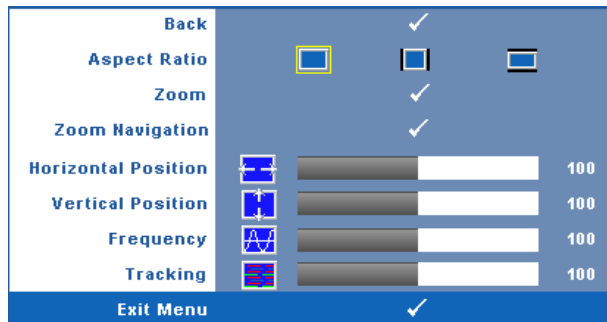 Back
Aspect Ratio
Zoom
Zoom Navigation
Horizontal Position 100
Vertical Position 100
Frequency 100
Tracking 100
Exit Menu